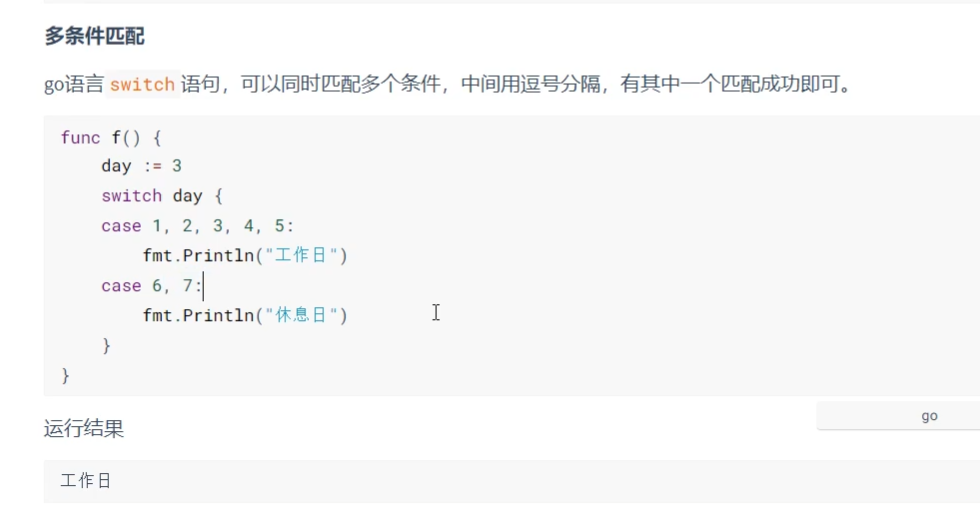 多条件匹配
go语言 switch 语句，可以同时匹配多个条件，中间用逗号分隔，有其中一个匹配成功即可。
func f() {
    day := 3
    switch day {
    case 1, 2, 3, 4, 5:
        fmt.Println("工作日")
    case 6, 7:
        fmt.Println("休息日")
    }
}
go
运行结果
工作日